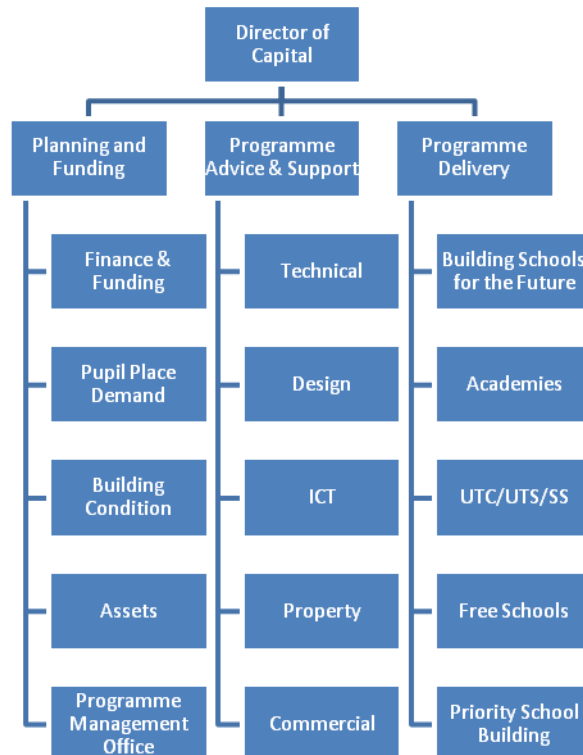 Director of
Capital
Planning and
Funding
Programme
Advice & Support
Programme
Delivery
Finance &
Funding
Technical
Building Schools
for the Future
Pupil Place
Demand
Design
Academies
Building
Condition
ICT
UTC/UTS/SS
Assets
Property
Free Schools
Programme
Management
Office
Commercial
Priority School
Building